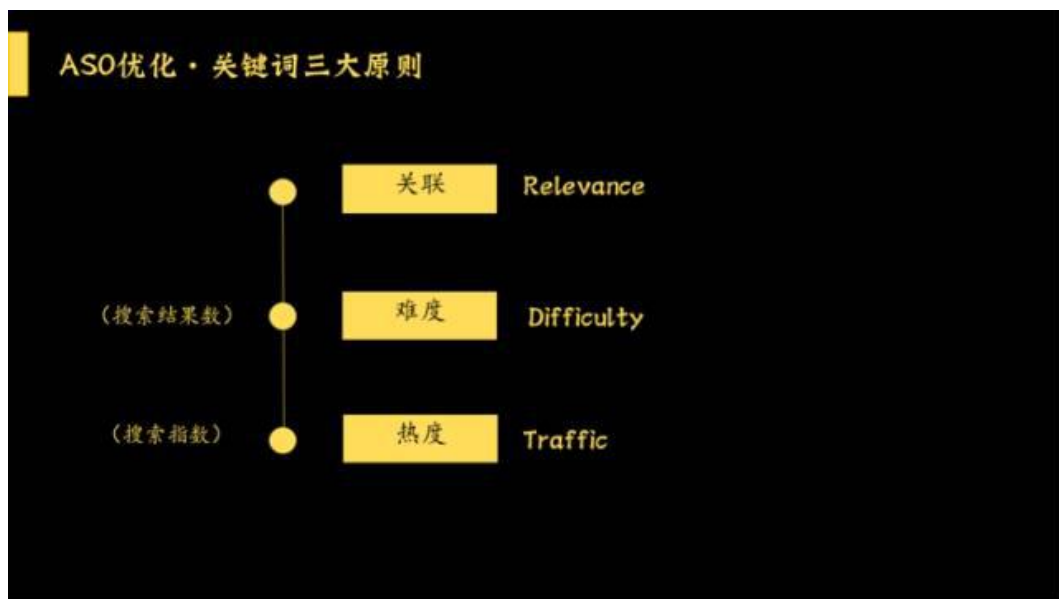 ASO优化·关键词三大原则
关联 Relevance
(搜索结果数) 难度 Difficulty
(搜索指数) 热度 Traffic